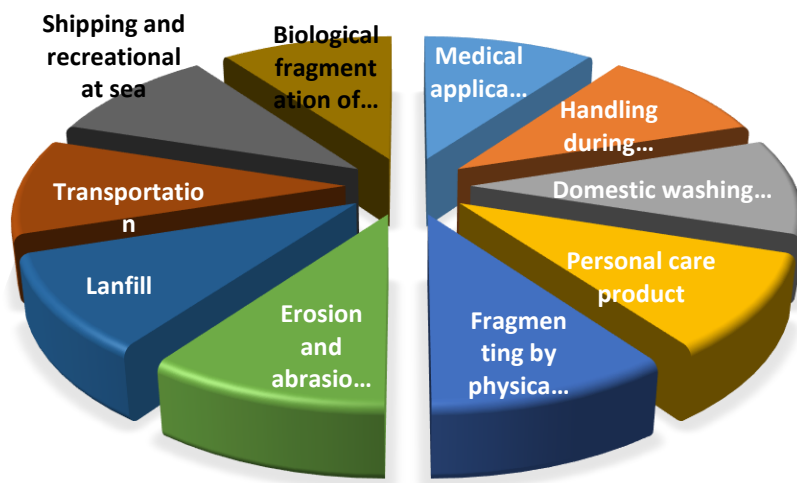 Shipping and
recreational
at sea
Biological
fragment
ation of...
Medical
applica...
Handling
during...
Domestic washing...
Personal care
product
Fragmen
ting by
physica...
Erosion
and
abrasio...
Lanfill
Transportatio
n